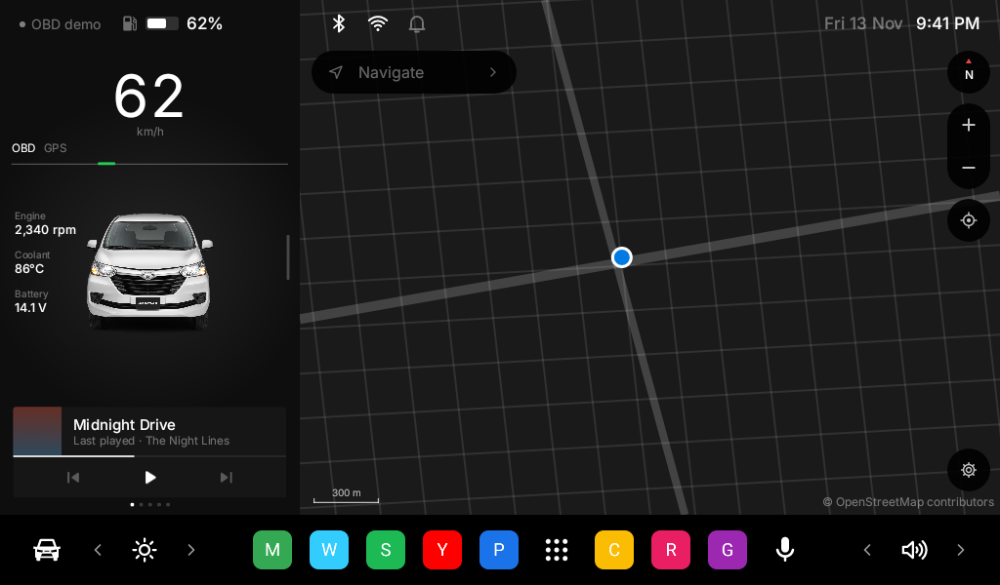 OBD demo
62%
62
km/h
OBD GPS
Engine
2,340 rpm
Coolant
86°C
Battery
14.1 V
Midnight Drive
Last played · The Night Lines
Fri 13 Nov 9:41 PM
Navigate
N
300 m
© OpenStreetMap contributors
M W S Y P C R G